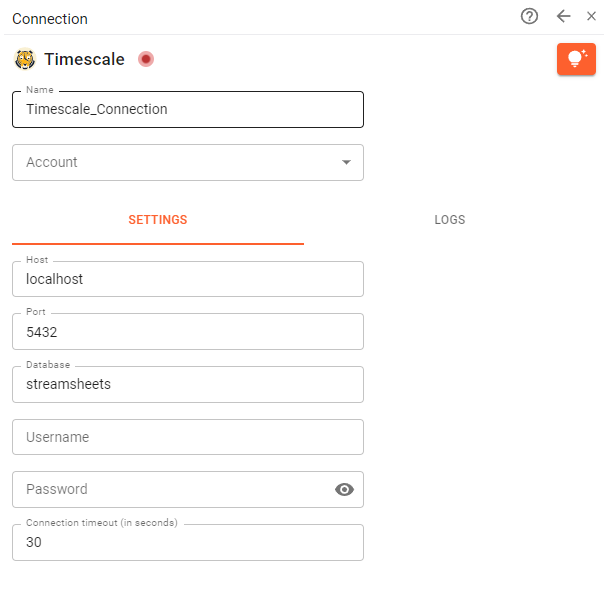 Connection
Timescale
Name
Timescale_Connection
Account
SETTINGS LOGS
Host
localhost
Port
5432
Database
streamsheets
Username
Password
Connection timeout (in seconds)
30